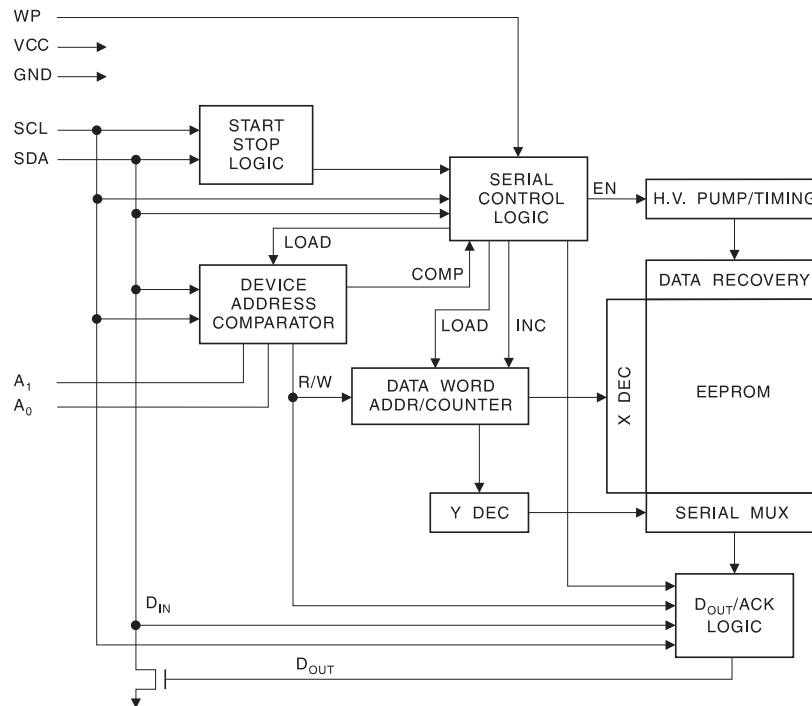 WP
VCC
GND
SCL
SDA
START
STOP
LOGIC
SERIAL
CONTROL
LOGIC
EN
H.V. PUMP/TIMING
LOAD
COMP
DEVICE
ADDRESS
COMPARATOR
LOAD
INC
DATA RECOVERY
A1
A0
R/W
DATA WORD
ADDR/COUNTER
X DEC
EEPROM
Y DEC
SERIAL MUX
DIN
DOUT/ACK
LOGIC
DOUT